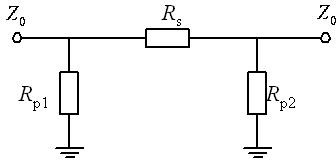 Z₀ Rₛ Z₀
Rₚ₁ Rₚ₂